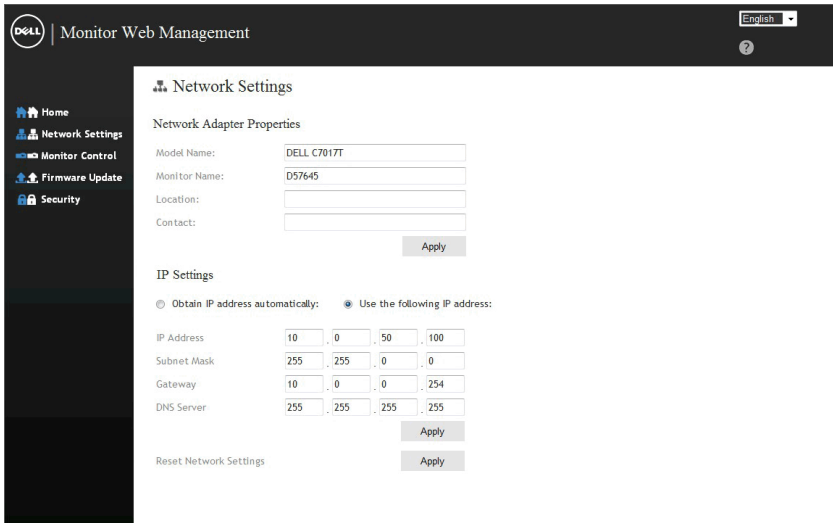 DELL | Monitor Web Management
English
?
Home
Network Settings
Monitor Control
Firmware Update
Security
Network Settings
Network Adapter Properties
Model Name: DELL C7017T
Monitor Name: D57645
Location:
Contact:
Apply
IP Settings
Obtain IP address automatically: Use the following IP address:
IP Address 10 . 0 . 50 . 100
Subnet Mask 255 . 255 . 0 . 0
Gateway 10 . 0 . 0 . 254
DNS Server 255 . 255 . 255 . 255
Apply
Reset Network Settings Apply